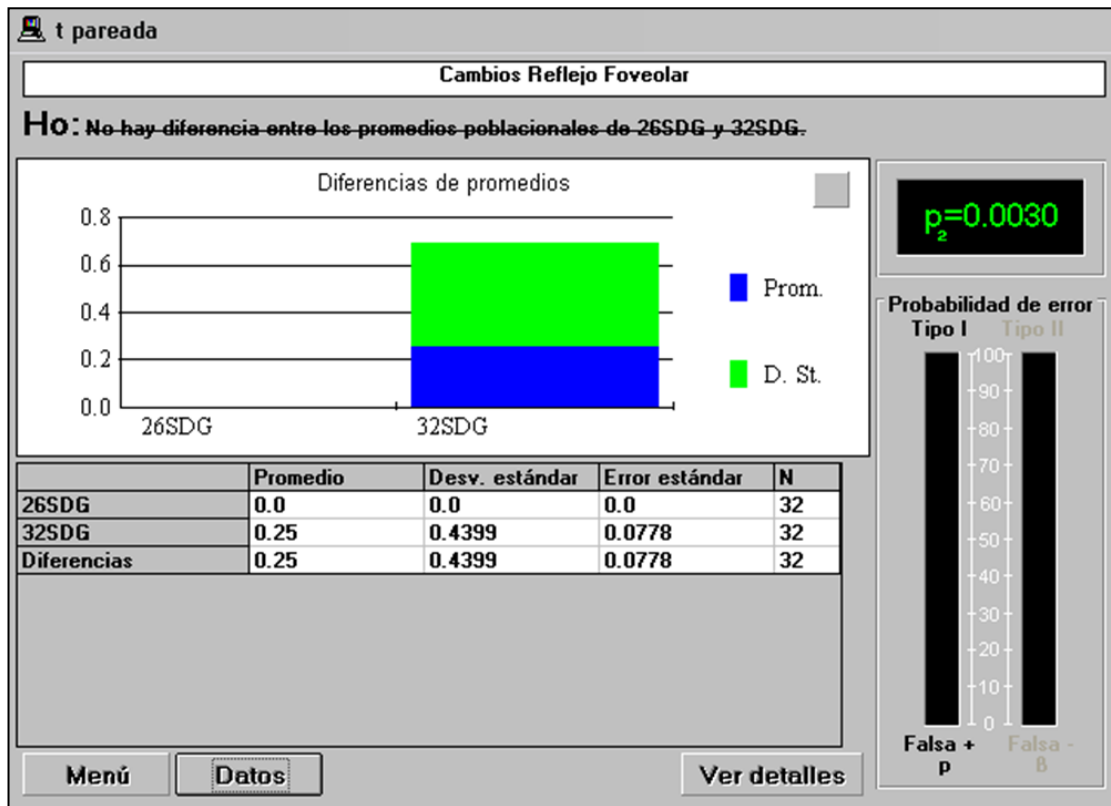 t pareada
Cambios Reflejo Foveolar
Ho: No hay diferencia entre los promedios poblacionales de 26SDG y 32SDG.
Diferencias de promedios
0.8
0.6
0.4
0.2
0.0
26SDG 32SDG
Prom.
D. St.
p2=0.0030
Probabilidad de error
Tipo I Tipo II
100
90
80
70
60
50
40
30
20
10
0
Falsa + Falsa -
p B
Promedio Desv. estándar Error estándar N
26SDG 0.0 0.0 0.0 32
32SDG 0.25 0.4399 0.0778 32
Diferencias 0.25 0.4399 0.0778 32
Menú Datos Ver detalles